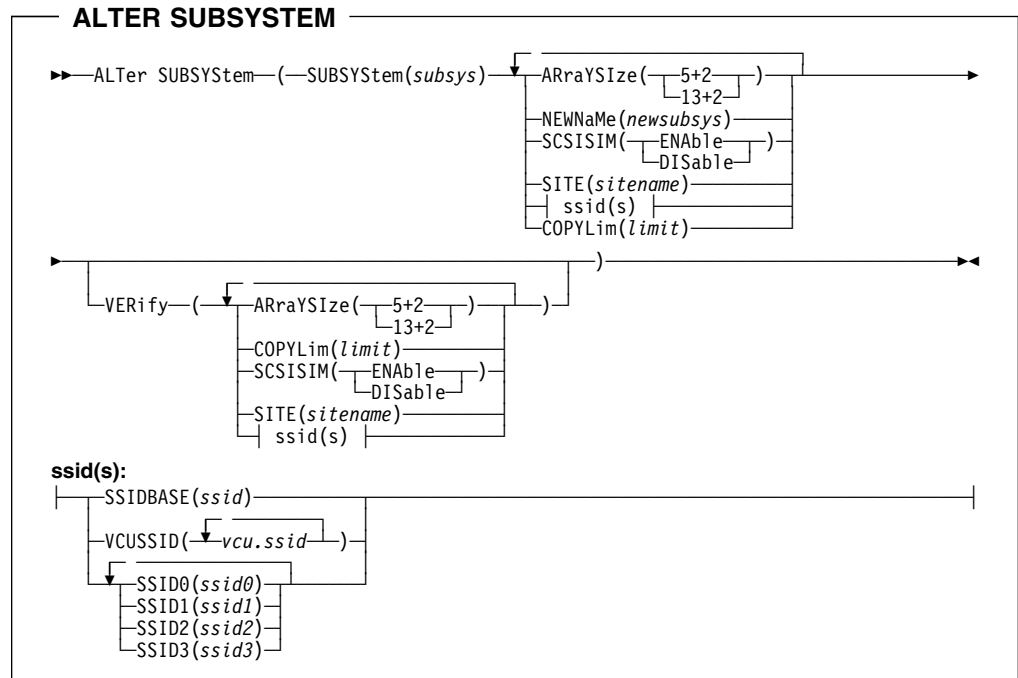 ALTER SUBSYSTEM
ALTer SUBSYStem ( SUBSYStem(subsys) ARraYSIze( 5+2 )
13+2
NEWNaMe(newsubsys)
SCSISIM( ENAble )
DISable
SITE(sitename)
ssid(s)
COPYLim(limit)
)
VERify ( ARraYSIze( 5+2 ) )
13+2
COPYLim(limit)
SCSISIM( ENAble )
DISable
SITE(sitename)
ssid(s)
ssid(s):
SSIDBASE(ssid)
VCUSSID( vcu.ssid )
SSID0(ssid0)
SSID1(ssid1)
SSID2(ssid2)
SSID3(ssid3)